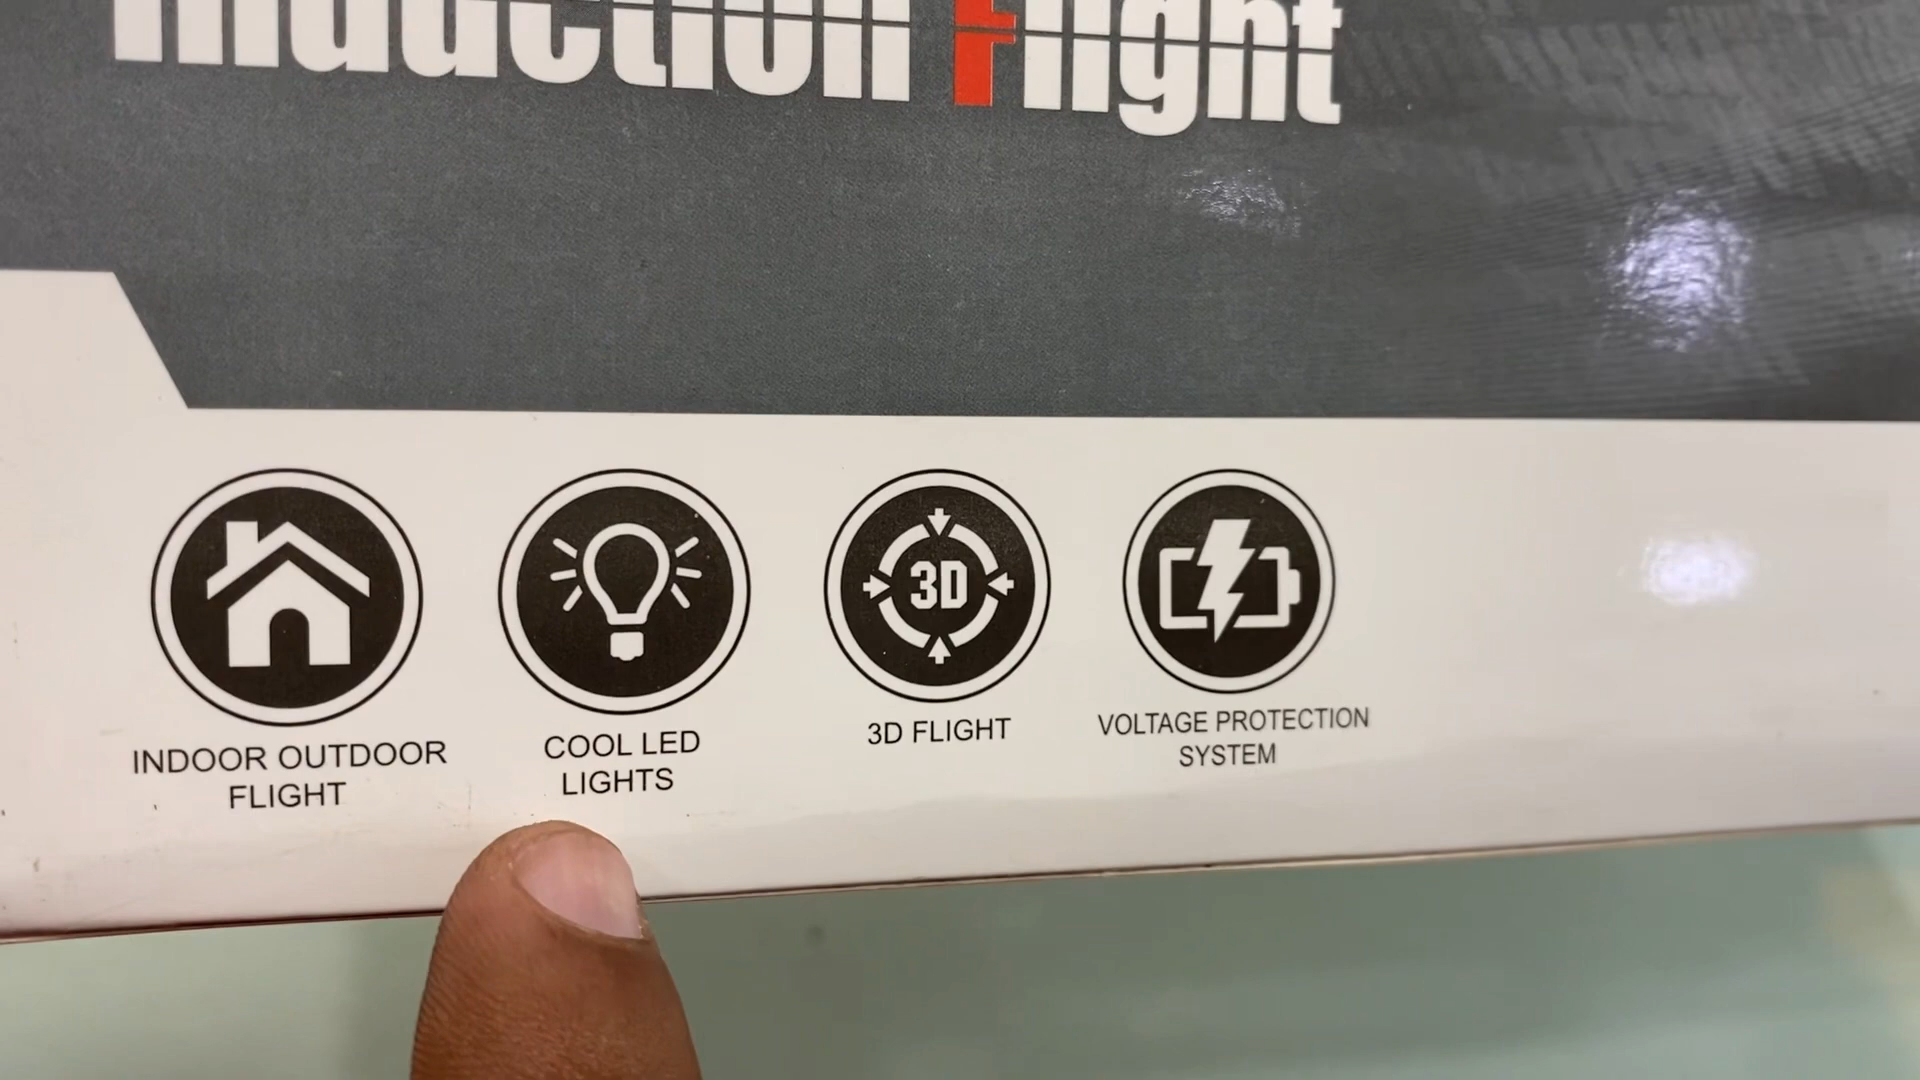 Induction Flight
3D
INDOOR OUTDOOR
FLIGHT
COOL LED
LIGHTS
3D FLIGHT
VOLTAGE PROTECTION
SYSTEM